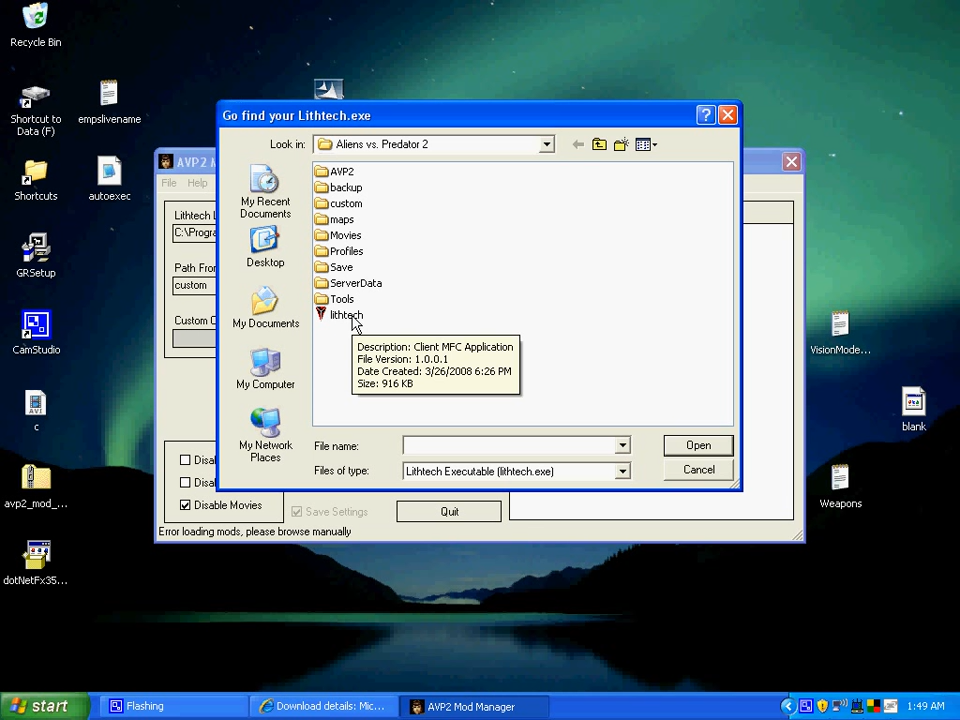 Recycle Bin
Shortcut to
Data (F)
empslivename
Shortcuts
autoexec
GRSetup
CamStudio
c
avp2_mod_...
dotNetFx35...
VisionMode...
blank
Weapons
AVP2 M
File Help
Lithtech L
C:\Progra
Path From
custom
Custom C
Disal
Disal
Disable Movies
Save Settings
Quit
Error loading mods, please browse manually
Go find your Lithtech.exe
Look in:
Aliens vs. Predator 2
My Recent
Documents
Desktop
My Documents
My Computer
My Network
Places
AVP2
backup
custom
maps
Movies
Profiles
Save
ServerData
Tools
lithtech
Description: Client MFC Application
File Version: 1.0.0.1
Date Created: 3/26/2008 6:26 PM
Size: 916 KB
File name:
Open
Files of type:
Lithtech Executable (lithtech.exe)
Cancel
start
Flashing
Download details: Mic...
AVP2 Mod Manager
1:49 AM